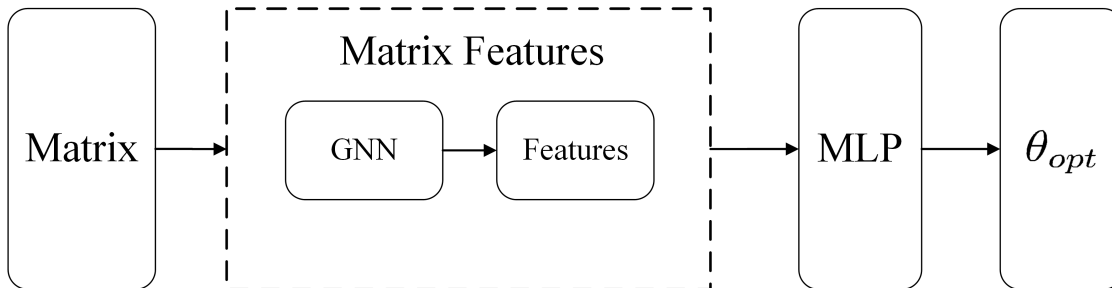 Matrix Features
Matrix
GNN
Features
MLP
θ_opt